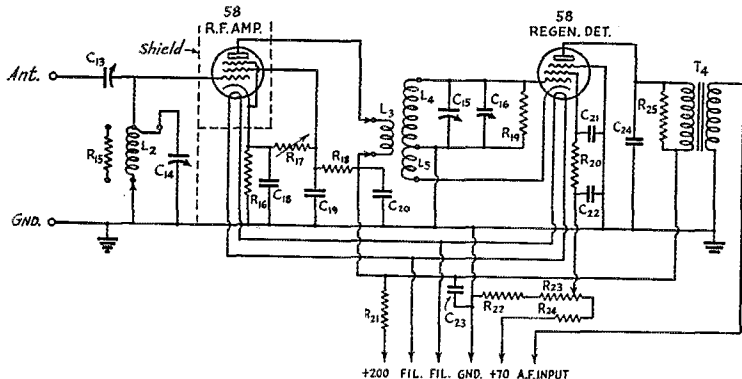 58
R.F. AMP.
58
REGEN. DET.
Shield
Ant.
C13
L3
L4
C15
C16
R19
C21
R20
C22
C24
R25
T4
R15
L2
C14
R17
R18
R16
C18
C19
C20
L5
GND.
R21
C23
R22
R23
R24
+200 FIL. FIL. GND. +70 A.F. INPUT